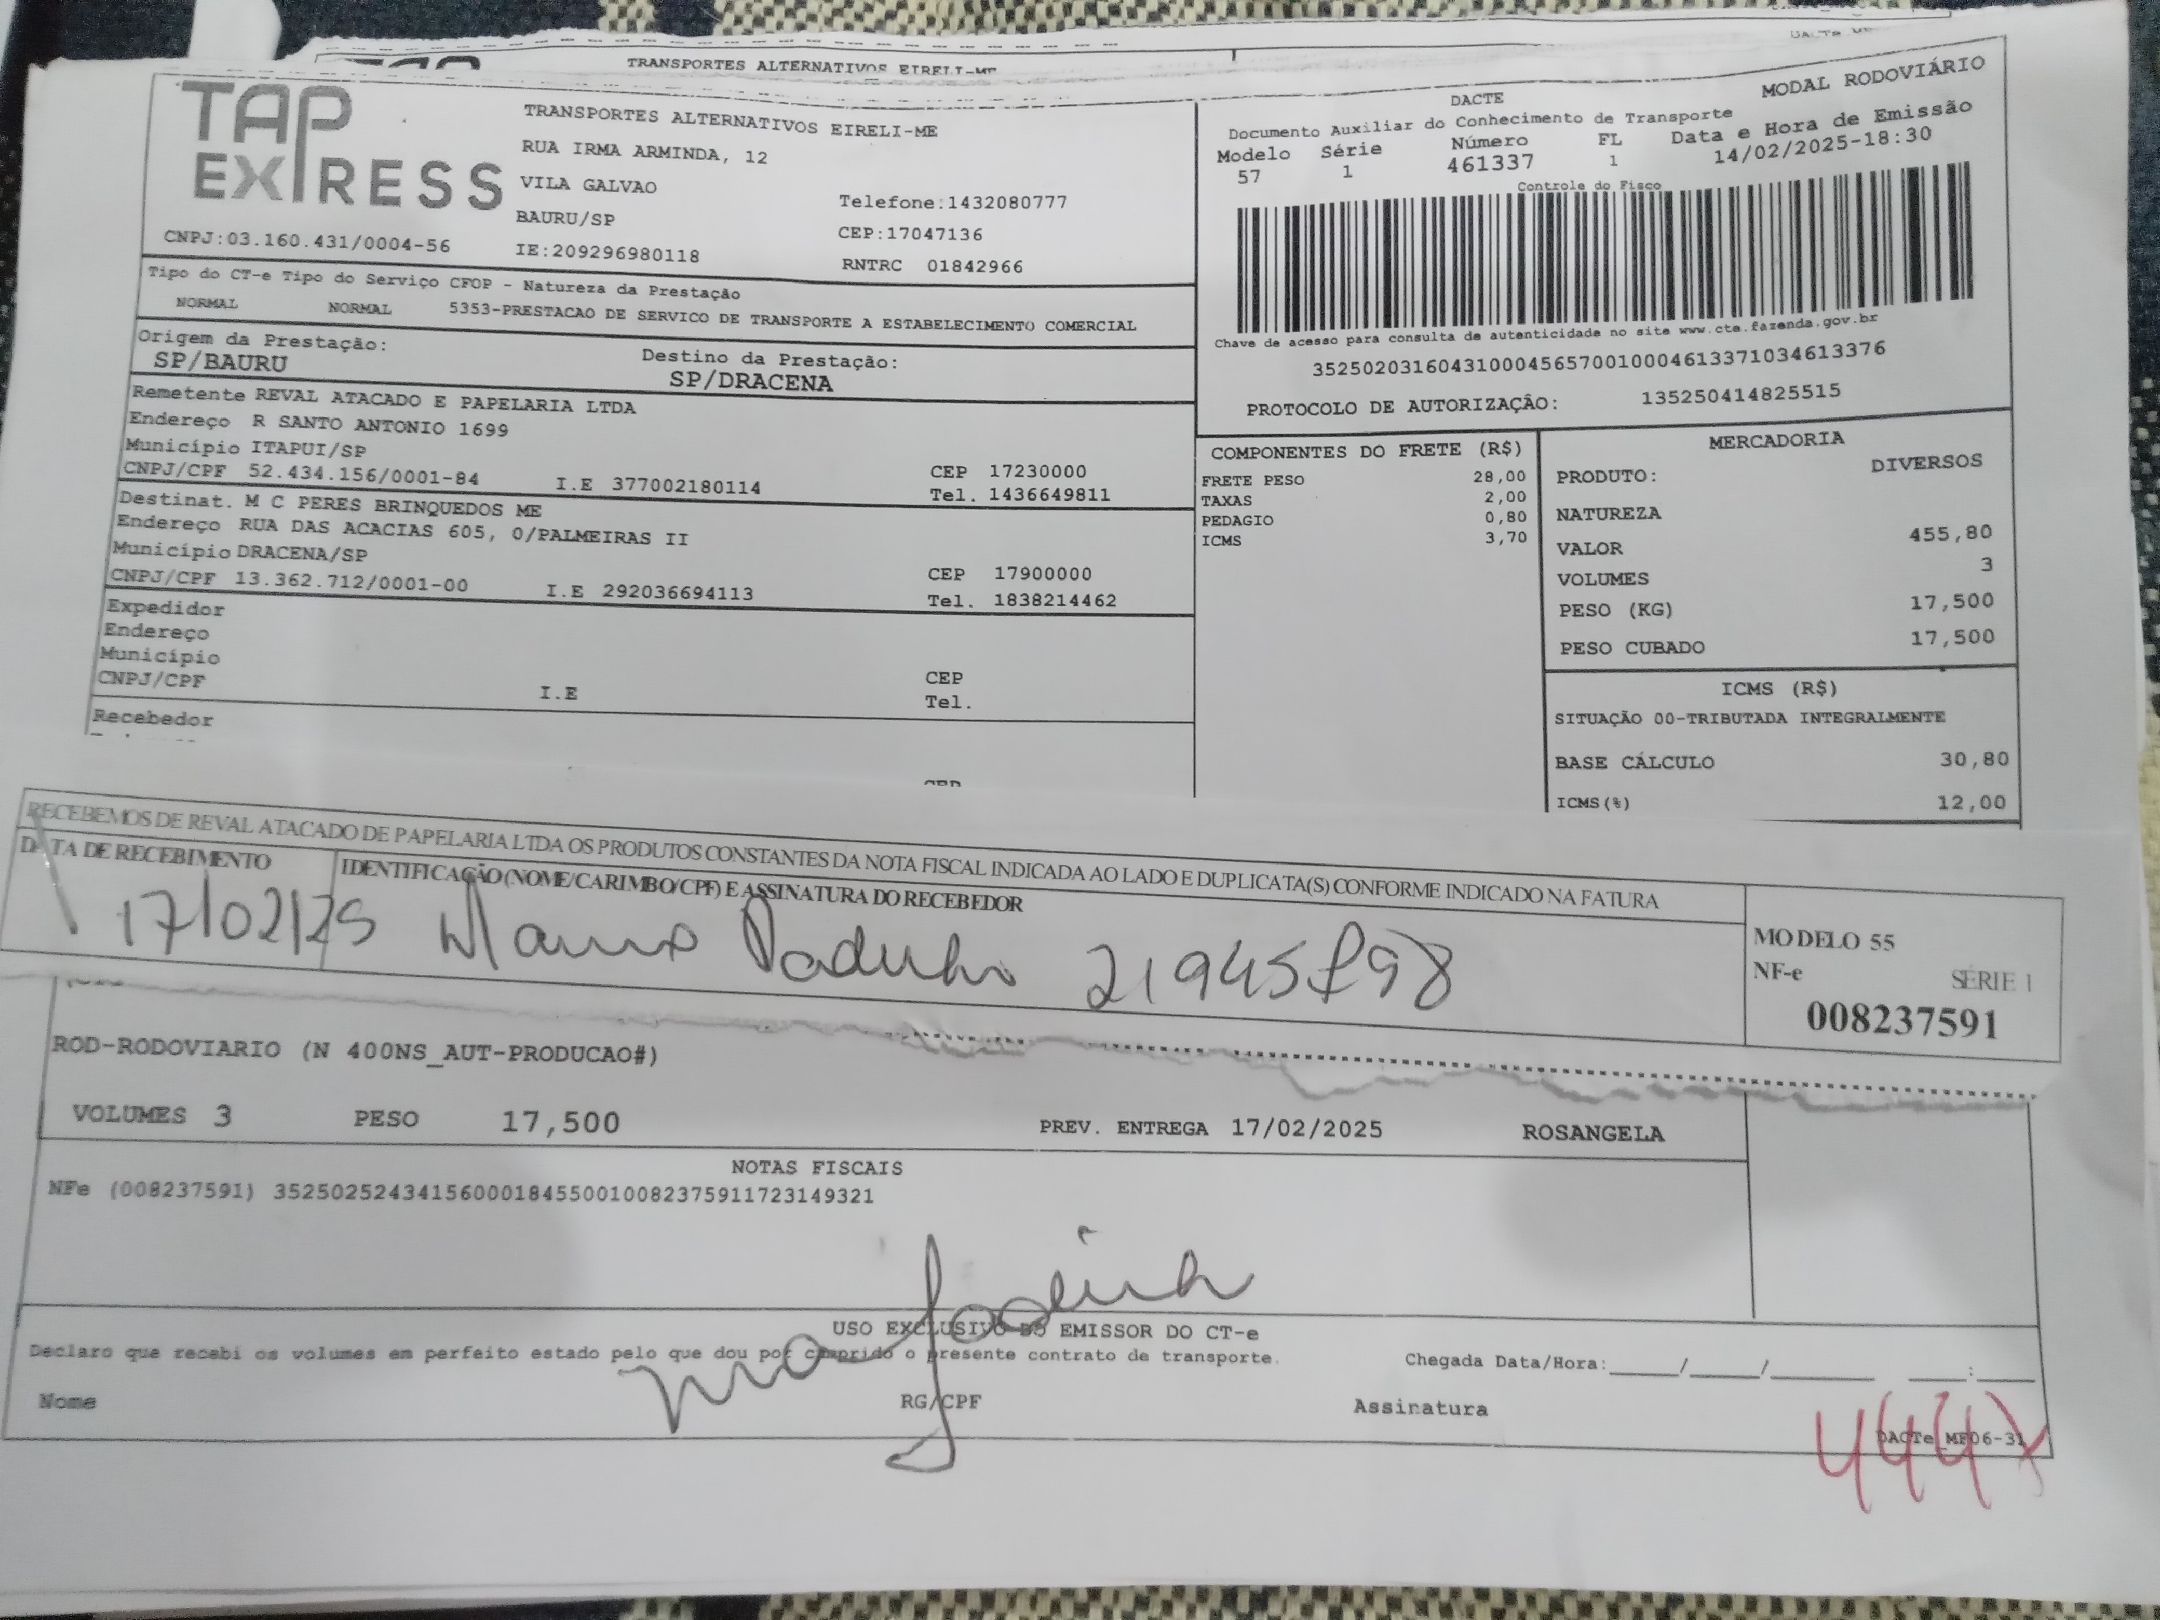 TRANSPORTES ALTERNATIVOS EIRELI-ME
TAP EXPRESS
CNPJ:03.160.431/0004-56
TRANSPORTES ALTERNATIVOS EIRELI-ME
RUA IRMA ARMINDA, 12
VILA GALVAO
BAURU/SP
IE:209296980118
Telefone:1432080777
CEP:17047136
RNTRC 01842966
DACTE
MODAL RODOVIÁRIO
Documento Auxiliar do Conhecimento de Transporte
Modelo Série Número FL Data e Hora de Emissão
57 1 461337 1 14/02/2025-18:30
Controle do Fisco
Chave de acesso para consulta de autenticidade no site www.cte.fazenda.gov.br
35250203160431000456570010004613371034613376
PROTOCOLO DE AUTORIZAÇÂO: 135250414825515
Tipo do CT-e Tipo do Serviço CFOP - Natureza da Prestação
NORMAL NORMAL 5353-PRESTACAO DE SERVICO DE TRANSPORTE A ESTABELECIMENTO COMERCIAL
Origem da Prestação: Destino da Prestação:
SP/BAURU SP/DRACENA
Remetente REVAL ATACADO E PAPELARIA LTDA
Endereço R SANTO ANTONIO 1699
Município ITAPUI/SP CEP 17230000
CNPJ/CPF 52.434.156/0001-84 I.E 377002180114 Tel. 1436649811
Destinat. M C PERES BRINQUEDOS ME
Endereço RUA DAS ACACIAS 605, 0/PALMEIRAS II
Município DRACENA/SP CEP 17900000
CNPJ/CPF 13.362.712/0001-00 I.E 292036694113 Tel. 1838214462
Expedidor
Endereço
Município CEP
CNPJ/CPF I.E Tel.
Recebedor
COMPONENTES DO FRETE (R$)
FRETE PESO 28,00
TAXAS 2,00
PEDAGIO 0,80
ICMS 3,70
MERCADORIA
PRODUTO: DIVERSOS
NATUREZA
VALOR 455,80
VOLUMES 3
PESO (KG) 17,500
PESO CUBADO 17,500
ICMS (R$)
SITUAÇÃO 00-TRIBUTADA INTEGRALMENTE
BASE CÁLCULO 30,80
ICMS(%) 12,00
RECEBEMOS DE REVAL ATACADO DE PAPELARIA LTDA OS PRODUTOS CONSTANTES DA NOTA FISCAL INDICADA AO LADO E DUPLICATA(S) CONFORME INDICADO NA FATURA
DATA DE RECEBIMENTO IDENTIFICAÇÃO (NOME/CARIMBO/CPF) E ASSINATURA DO RECEBEDOR
17/02/25
MODELO 55
NF-e SÉRIE 1
008237591
ROD-RODOVIARIO (N 400NS_AUT-PRODUCAO#)
VOLUMES 3 PESO 17,500 PREV. ENTREGA 17/02/2025 ROSANGELA
NOTAS FISCAIS
NFe (008237591) 35250252434156000184550010082375911723149321
USO EXCLUSIVO DO EMISSOR DO CT-e
Declaro que recebi os volumes em perfeito estado pelo que dou por cumprido o presente contrato de transporte. Chegada Data/Hora:____/____/______ ____:____
Nome RG/CPF Assinatura
DACTe_MF06-31